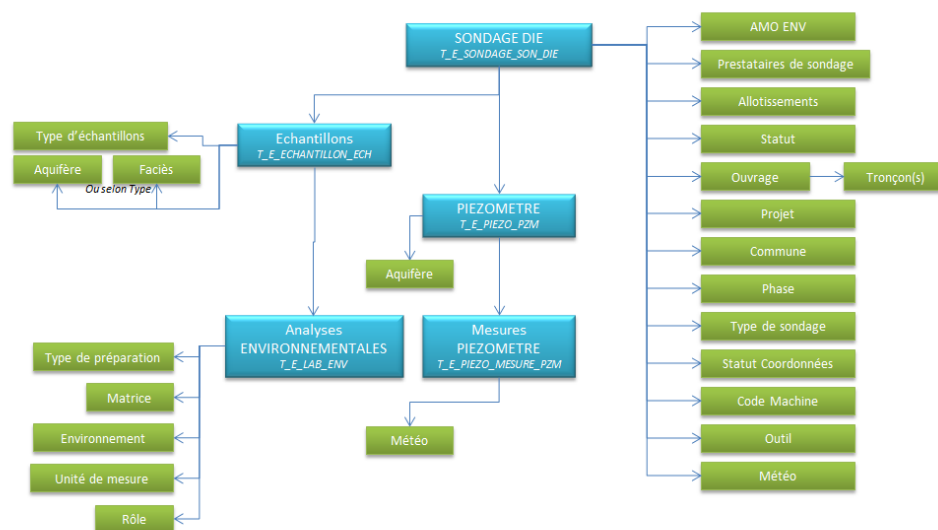 SONDAGE DIE
T_E_SONDAGE_SON_DIE
AMO ENV
Prestataires de sondage
Allotissements
Statut
Ouvrage
Tronçon(s)
Projet
Commune
Phase
Type de sondage
Statut Coordonnées
Code Machine
Outil
Météo
Echantillons
T_E_ECHANTILLON_ECH
Type d'échantillons
Aquifère
Faciès
Ou selon Type
PIEZOMETRE
T_E_PIEZO_PZM
Aquifère
Analyses
ENVIRONNEMENTALES
T_E_LAB_ENV
Mesures
PIEZOMETRE
T_E_PIEZO_MESURE_PZM
Type de préparation
Matrice
Environnement
Unité de mesure
Rôle
Météo